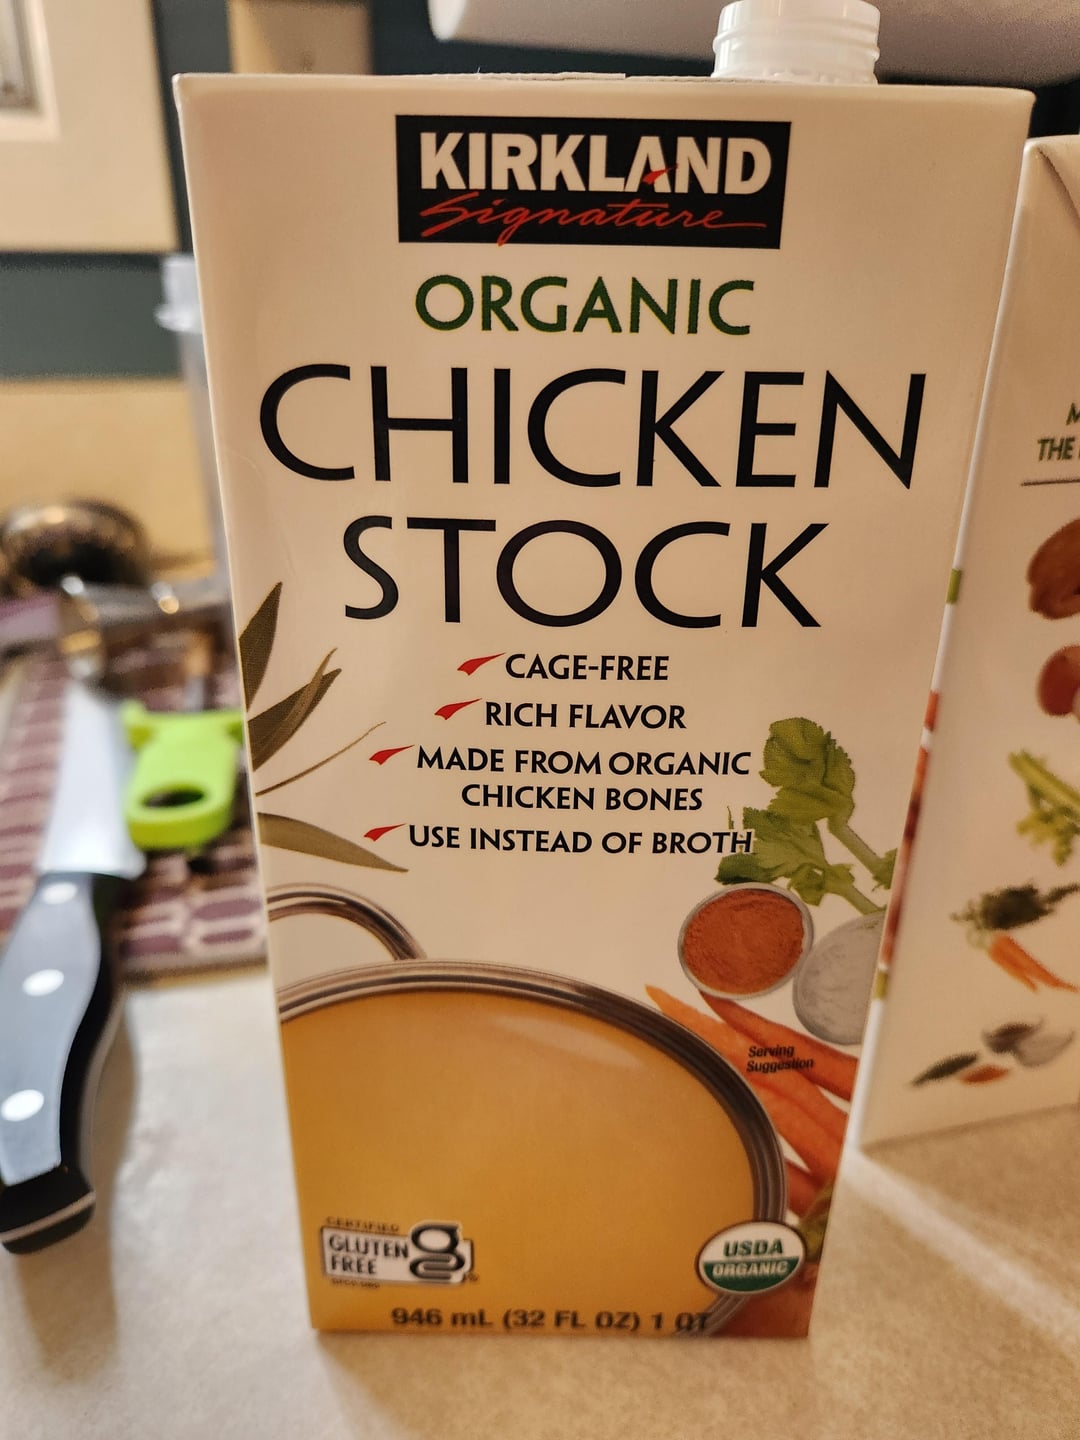 KIRKLAND
Signature
ORGANIC
CHICKEN
STOCK
CAGE-FREE
RICH FLAVOR
MADE FROM ORGANIC
CHICKEN BONES
USE INSTEAD OF BROTH
Serving
Suggestion
CERTIFIED
GLUTEN
FREE
USDA
ORGANIC
946 mL (32 FL OZ) 1 QT
THE